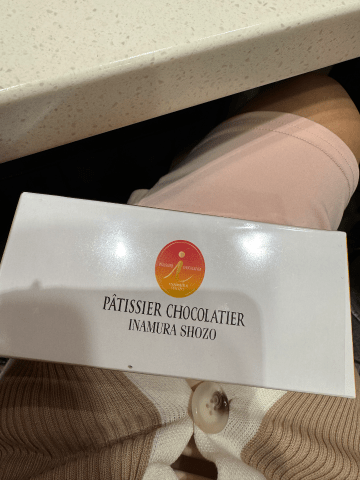 PÂTISSIER CHOCOLATIER
INAMURA SHOZO